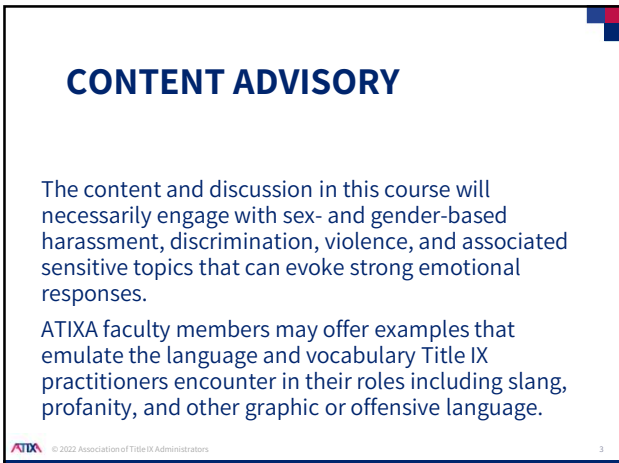 CONTENT ADVISORY
The content and discussion in this course will
necessarily engage with sex- and gender-based
harassment, discrimination, violence, and associated
sensitive topics that can evoke strong emotional
responses.
ATIXA faculty members may offer examples that
emulate the language and vocabulary Title IX
practitioners encounter in their roles including slang,
profanity, and other graphic or offensive language.
ATIXA © 2022 Association of Title IX Administrators 3